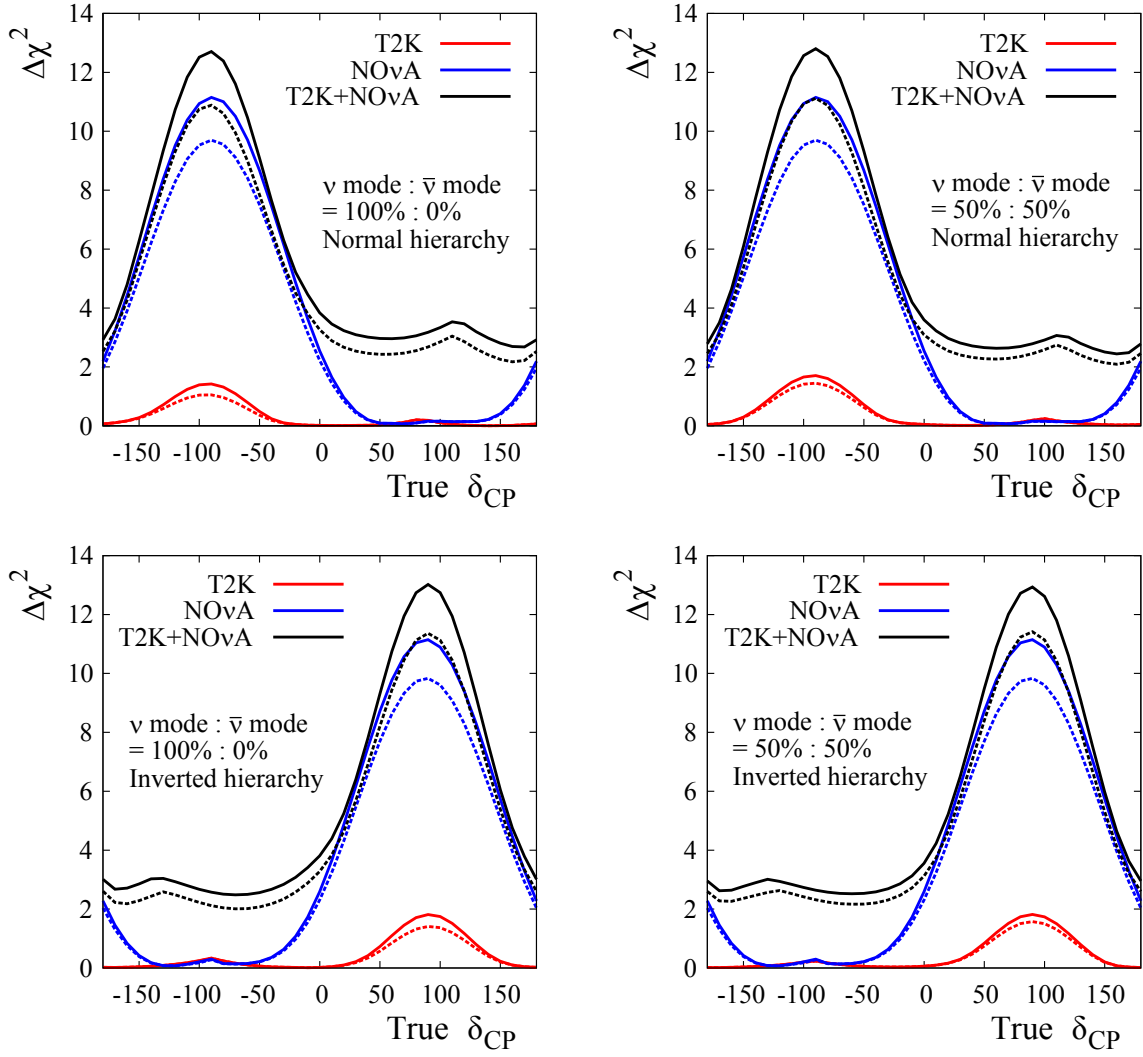 Δχ²
14
12
10
8
6
4
2
0
T2K
NOνA
T2K+NOνA
ν mode : ν̅ mode
= 100% : 0%
Normal hierarchy
-150 -100 -50 0 50 100 150
True δCP
Δχ²
14
12
10
8
6
4
2
0
T2K
NOνA
T2K+NOνA
ν mode : ν̅ mode
= 50% : 50%
Normal hierarchy
-150 -100 -50 0 50 100 150
True δCP
Δχ²
14
12
10
8
6
4
2
0
T2K
NOνA
T2K+NOνA
ν mode : ν̅ mode
= 100% : 0%
Inverted hierarchy
-150 -100 -50 0 50 100 150
True δCP
Δχ²
14
12
10
8
6
4
2
0
T2K
NOνA
T2K+NOνA
ν mode : ν̅ mode
= 50% : 50%
Inverted hierarchy
-150 -100 -50 0 50 100 150
True δCP